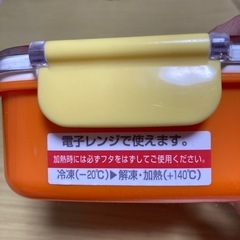 電子レンジで使えます。
加熱時には必ずフタをはずしてご使用ください。
冷凍(−20℃)▶解凍・加熱(+140℃)